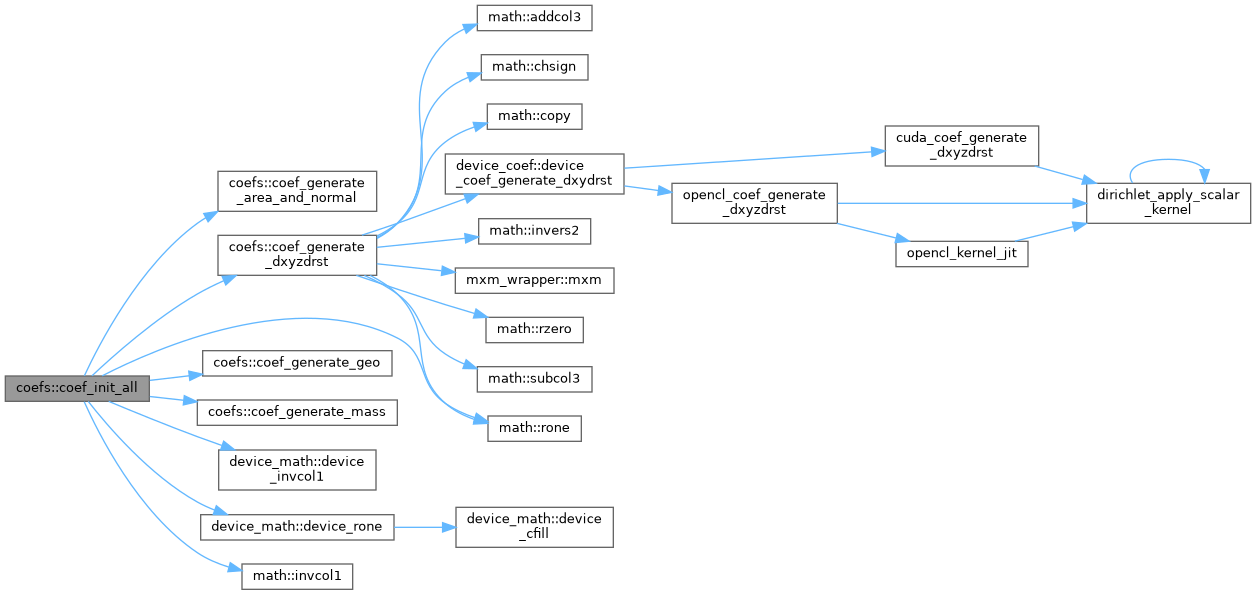 math::addcol3
math::chsign
math::copy
cuda_coef_generate
_dxyzdrst
device_coef::device
_coef_generate_dxydrst
coefs::coef_generate
_area_and_normal
opencl_coef_generate
_dxyzdrst
dirichlet_apply_scalar
_kernel
math::invers2
coefs::coef_generate
_dxyzdrst
opencl_kernel_jit
mxm_wrapper::mxm
math::rzero
coefs::coef_generate_geo
math::subcol3
coefs::coef_init_all
coefs::coef_generate_mass
math::rone
device_math::device
_invcol1
device_math::device_rone
device_math::device
_cfill
math::invcol1